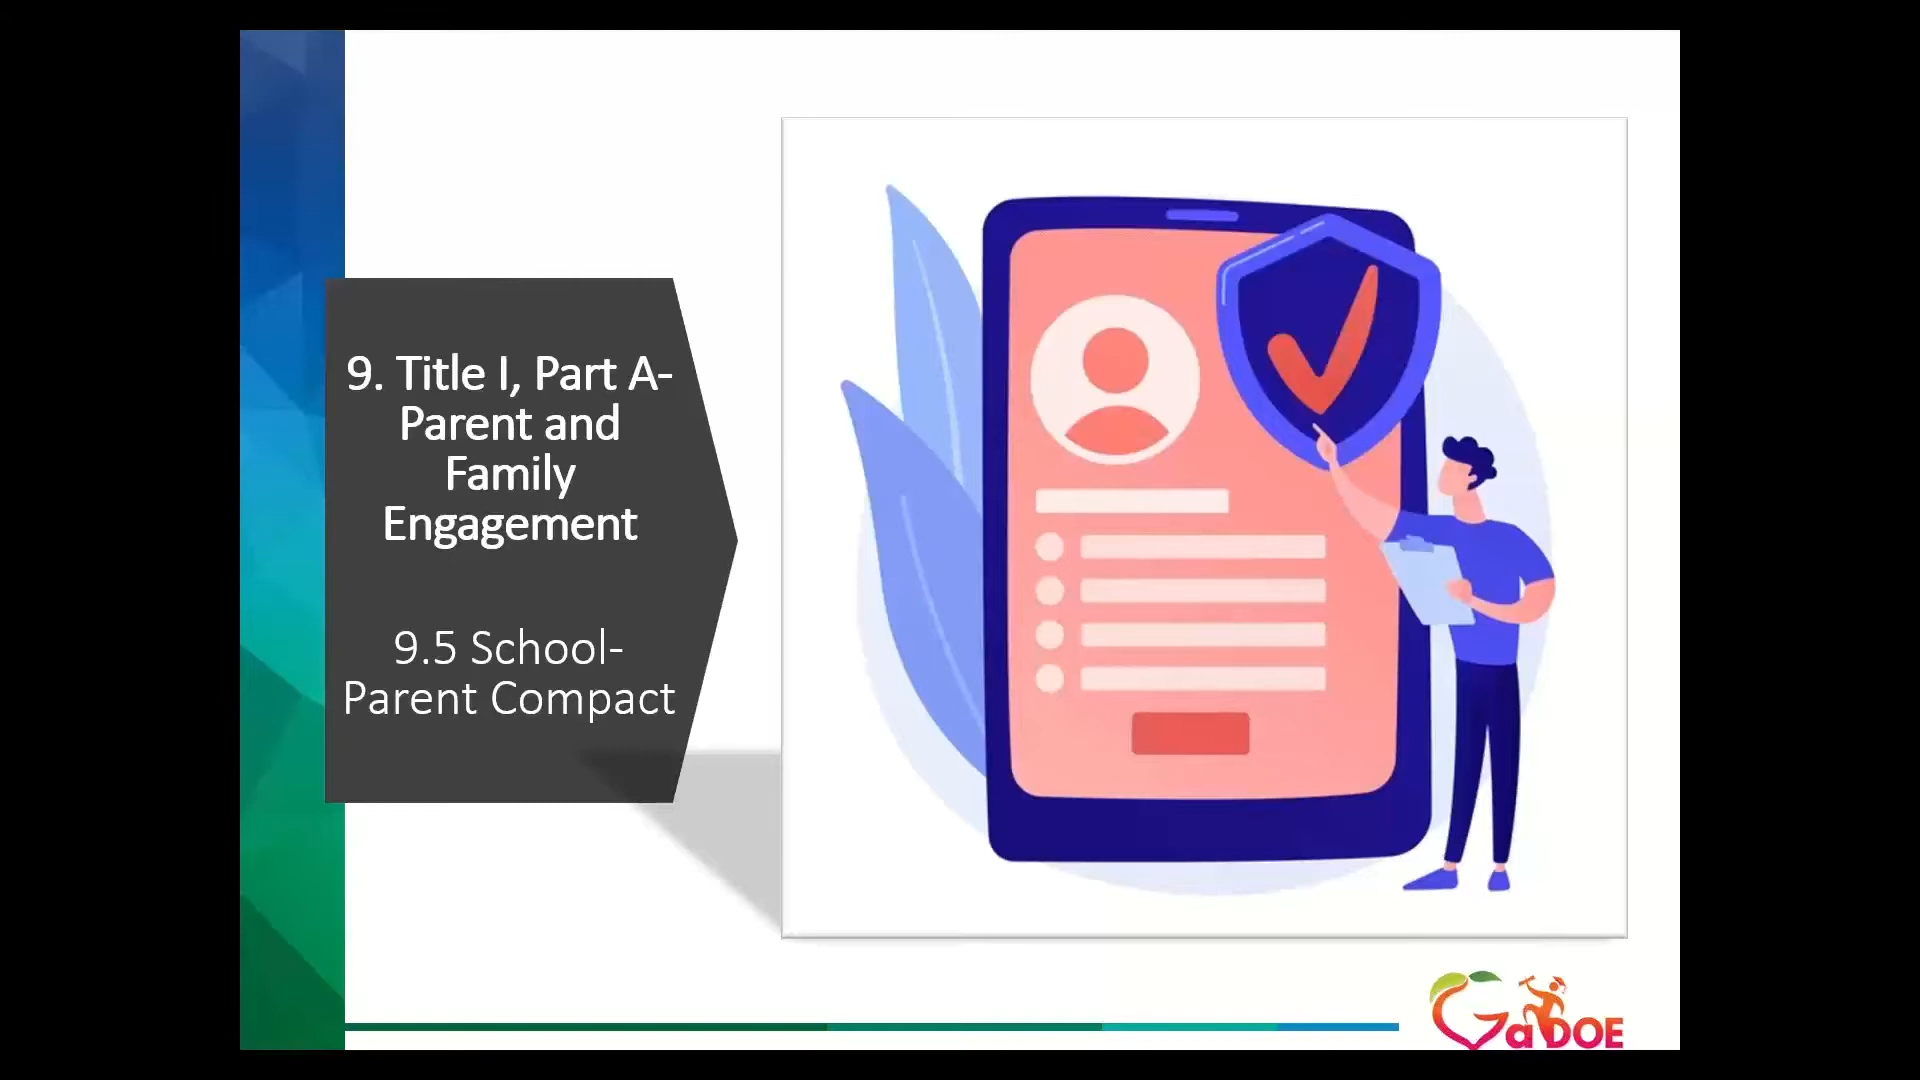 9. Title I, Part A-
Parent and
Family
Engagement
9.5 School-
Parent Compact
GaDOE